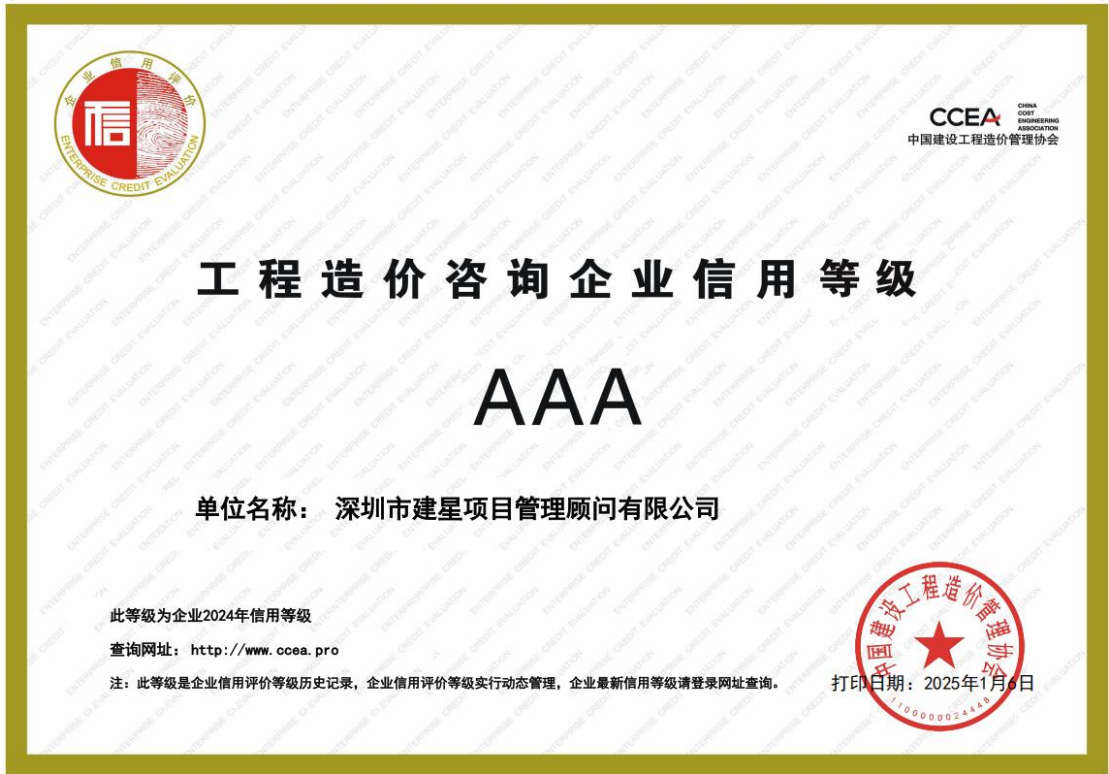 企业信用评价
信
ENTERPRISE CREDIT EVALUATION
CCEA
CHINA
COST
ENGINEERING
ASSOCIATION
中国建设工程造价管理协会
工程造价咨询企业信用等级
AAA
单位名称： 深圳市建星项目管理顾问有限公司
此等级为企业2024年信用等级
查询网址：http://www.ccea.pro
注：此等级是企业信用评价等级历史记录，企业信用评价等级实行动态管理，企业最新信用等级请登录网址查询。
中国建设工程造价管理协会
打印日期：2025年1月6日
1100000024448